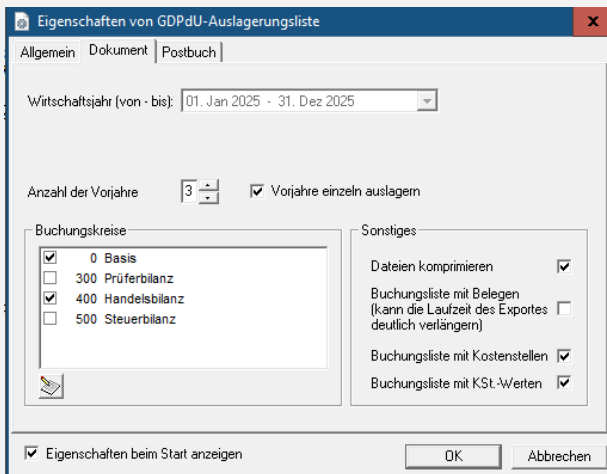 Eigenschaften von GDPdU-Auslagerungsliste
Allgemein Dokument Postbuch
Wirtschaftsjahr (von - bis): 01. Jan 2025 - 31. Dez 2025
Anzahl der Vorjahre 3 Vorjahre einzeln auslagern
Buchungskreise
0 Basis
300 Prüferbilanz
400 Handelsbilanz
500 Steuerbilanz
Sonstiges
Dateien komprimieren
Buchungsliste mit Belegen
(kann die Laufzeit des Exportes
deutlich verlängern)
Buchungsliste mit Kostenstellen
Buchungsliste mit KSt.-Werten
Eigenschaften beim Start anzeigen
OK Abbrechen